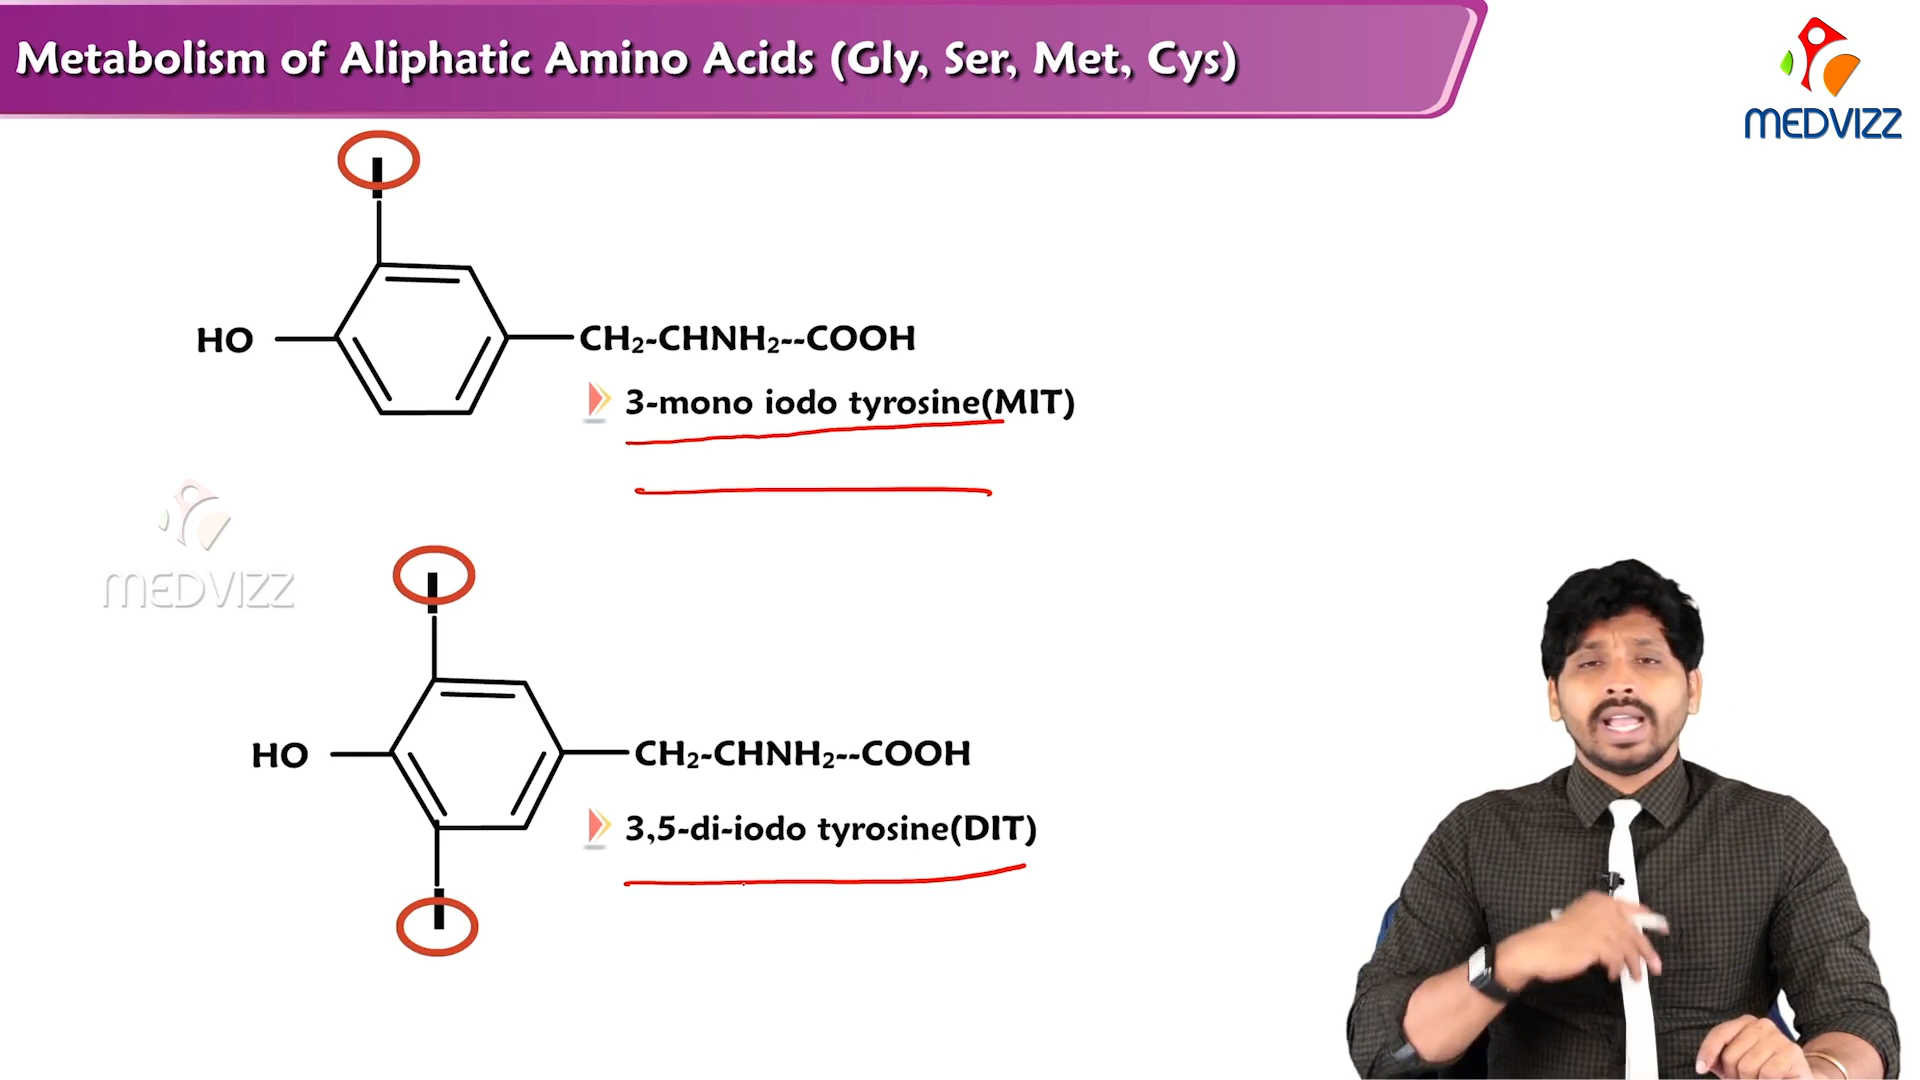 Metabolism of Aliphatic Amino Acids (Gly, Ser, Met, Cys)
MEDVIZZ
I
HO
CH₂-CHNH₂--COOH
3-mono iodo tyrosine(MIT)
MEDVIZZ
I
HO
CH₂-CHNH₂--COOH
3,5-di-iodo tyrosine(DIT)
I